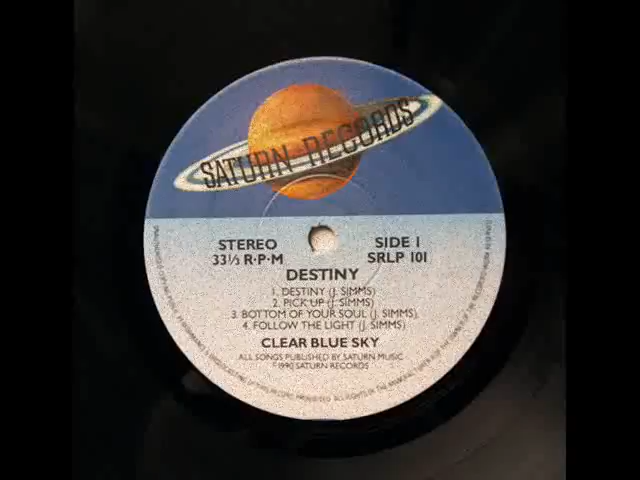 SATURN RECORDS
STEREO
33⅓ R·P·M
SIDE 1
SRLP 101
DESTINY
1. DESTINY (J. SIMMS)
2. PICK UP (J. SIMMS)
3. BOTTOM OF YOUR SOUL (J. SIMMS)
4. FOLLOW THE LIGHT (J. SIMMS)
CLEAR BLUE SKY
ALL SONGS PUBLISHED BY SATURN MUSIC
©1990 SATURN RECORDS